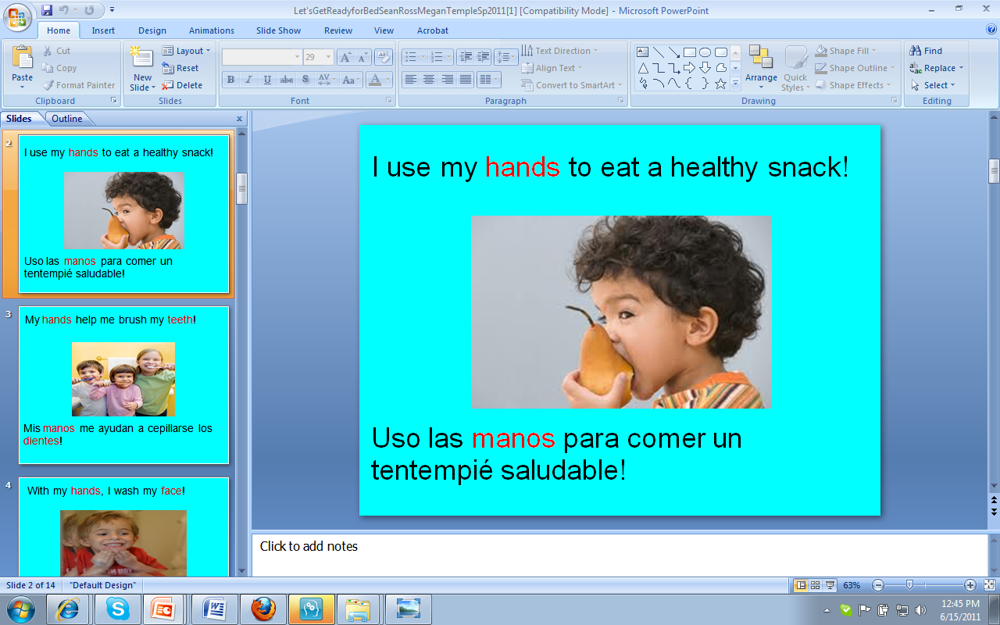 Let'sGetReadyforBedSeanRossMeganTempleSp2011[1] [Compatibility Mode] - Microsoft PowerPoint
Home Insert Design Animations Slide Show Review View Acrobat
Paste
Cut
Copy
Format Painter
Clipboard
New Slide
Layout
Reset
Delete
Slides
29
B I U abc S AV Aa A
Font
Text Direction
Align Text
Convert to SmartArt
Paragraph
Arrange
Quick Styles
Shape Fill
Shape Outline
Shape Effects
Drawing
Find
Replace
Select
Editing
Slides Outline x
2
I use my hands to eat a healthy snack!
Uso las manos para comer un
tentempié saludable!
3
My hands help me brush my teeth!
Mis manos me ayudan a cepillarse los
dientes!
4
With my hands, I wash my face!
I use my hands to eat a healthy snack!
Uso las manos para comer un
tentempié saludable!
Click to add notes
Slide 2 of 14 "Default Design" 63%
12:45 PM
6/15/2011